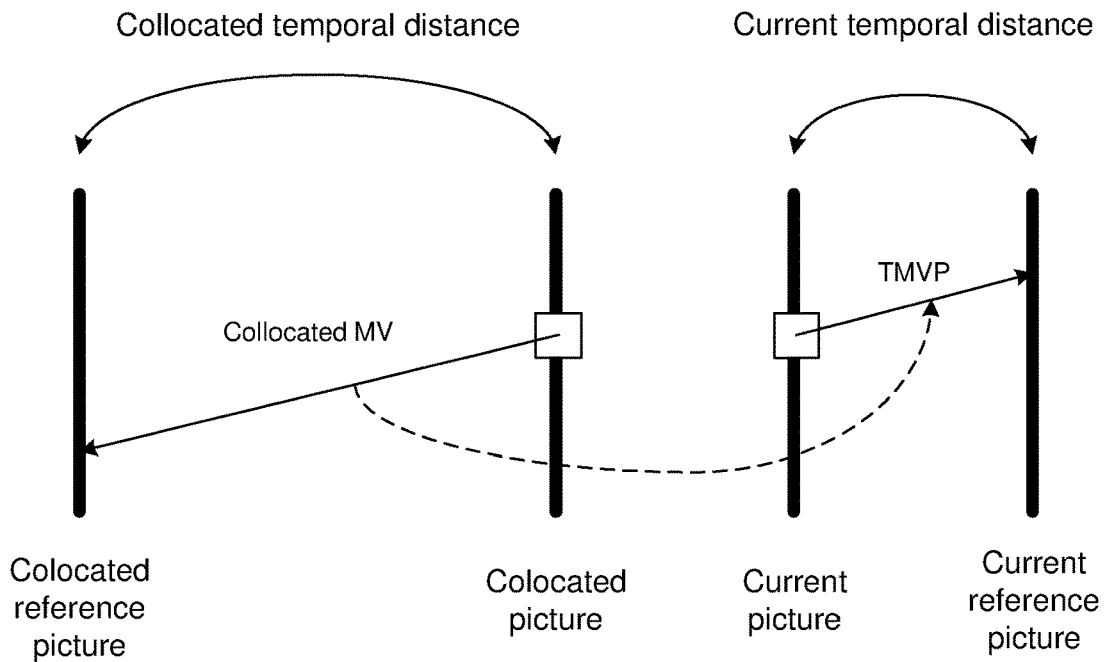 Collocated temporal distance
Current temporal distance
TMVP
Collocated MV
Colocated
reference
picture
Colocated
picture
Current
picture
Current
reference
picture